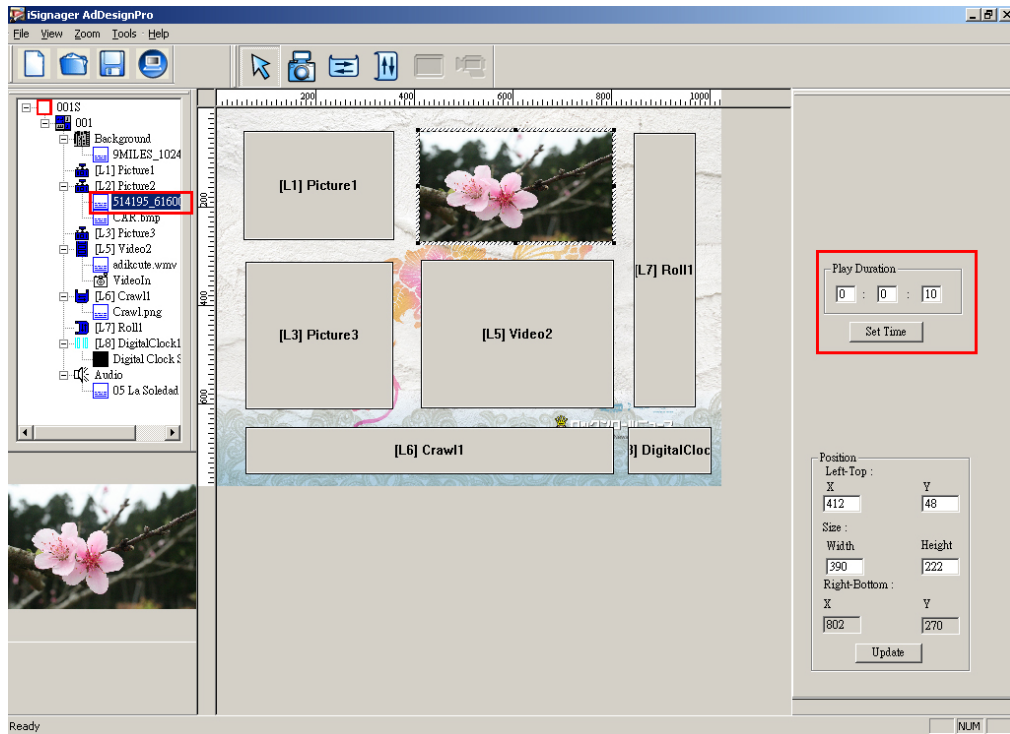 iSignager AdDesignPro
File View Zoom Tools Help
200 400 600 800 1000
001S
001
Background
9MILES_1024
[L1] Picture1
[L2] Picture2
514195_61600
CAR.bmp
[L3] Picture3
[L5] Video2
adikcute.wmv
VideoIn
[L6] Crawl1
Crawl.png
[L7] Roll1
[L8] DigitalClock1
Digital Clock S
Audio
05 La Soledad
200
400
600
[L1] Picture1
[L7] Roll1
[L3] Picture3
[L5] Video2
[L6] Crawl1
] DigitalCloc
Play Duration
0 : 0 : 10
Set Time
Position
Left-Top :
X Y
412 48
Size :
Width Height
390 222
Right-Bottom :
X Y
802 270
Update
Ready
NUM